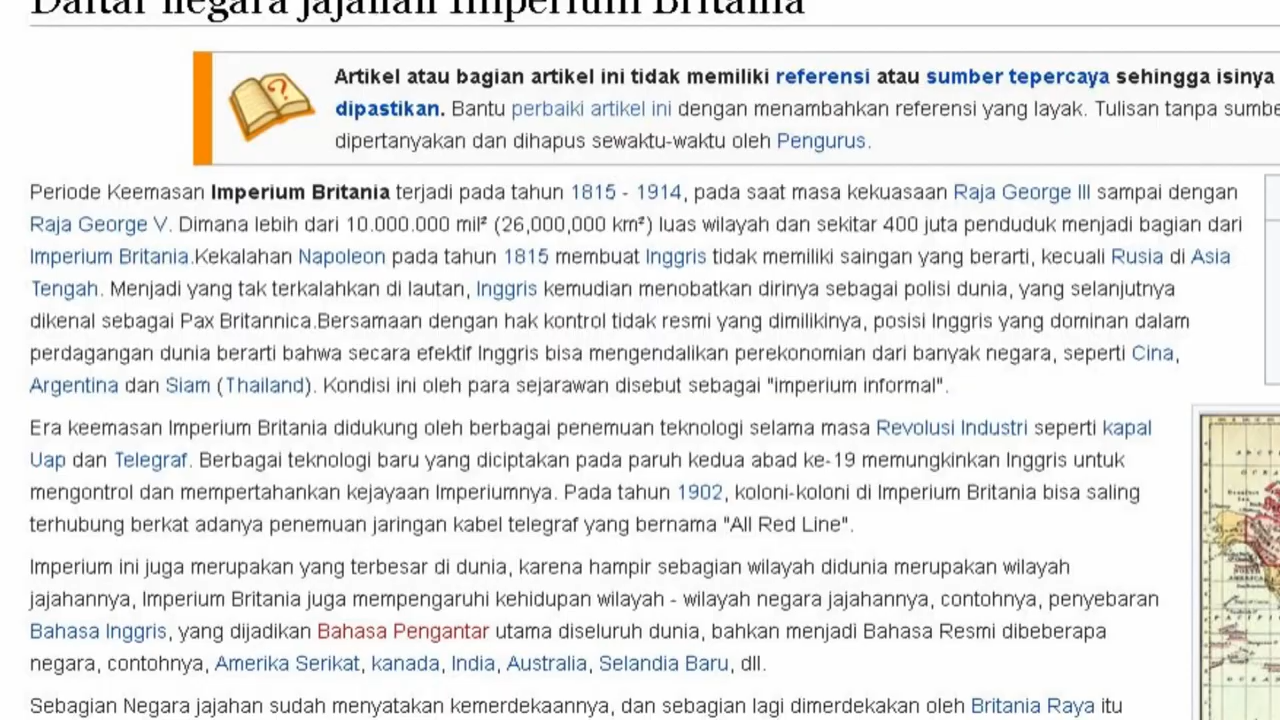 Daftar negara jajahan Imperium Britania
Artikel atau bagian artikel ini tidak memiliki referensi atau sumber tepercaya sehingga isinya
dipastikan. Bantu perbaiki artikel ini dengan menambahkan referensi yang layak. Tulisan tanpa sumbe
dipertanyakan dan dihapus sewaktu-waktu oleh Pengurus.
Periode Keemasan Imperium Britania terjadi pada tahun 1815 - 1914, pada saat masa kekuasaan Raja George III sampai dengan
Raja George V. Dimana lebih dari 10.000.000 mil² (26,000,000 km²) luas wilayah dan sekitar 400 juta penduduk menjadi bagian dari
Imperium Britania.Kekalahan Napoleon pada tahun 1815 membuat Inggris tidak memiliki saingan yang berarti, kecuali Rusia di Asia
Tengah. Menjadi yang tak terkalahkan di lautan, Inggris kemudian menobatkan dirinya sebagai polisi dunia, yang selanjutnya
dikenal sebagai Pax Britannica.Bersamaan dengan hak kontrol tidak resmi yang dimilikinya, posisi Inggris yang dominan dalam
perdagangan dunia berarti bahwa secara efektif Inggris bisa mengendalikan perekonomian dari banyak negara, seperti Cina,
Argentina dan Siam (Thailand). Kondisi ini oleh para sejarawan disebut sebagai "imperium informal".
Era keemasan Imperium Britania didukung oleh berbagai penemuan teknologi selama masa Revolusi Industri seperti kapal
Uap dan Telegraf. Berbagai teknologi baru yang diciptakan pada paruh kedua abad ke-19 memungkinkan Inggris untuk
mengontrol dan mempertahankan kejayaan Imperiumnya. Pada tahun 1902, koloni-koloni di Imperium Britania bisa saling
terhubung berkat adanya penemuan jaringan kabel telegraf yang bernama "All Red Line".
Imperium ini juga merupakan yang terbesar di dunia, karena hampir sebagian wilayah didunia merupakan wilayah
jajahannya, Imperium Britania juga mempengaruhi kehidupan wilayah - wilayah negara jajahannya, contohnya, penyebaran
Bahasa Inggris, yang dijadikan Bahasa Pengantar utama diseluruh dunia, bahkan menjadi Bahasa Resmi dibeberapa
negara, contohnya, Amerika Serikat, kanada, India, Australia, Selandia Baru, dll.
Sebagian Negara jajahan sudah menyatakan kemerdekaannya, dan sebagian lagi dimerdekakan oleh Britania Raya itu